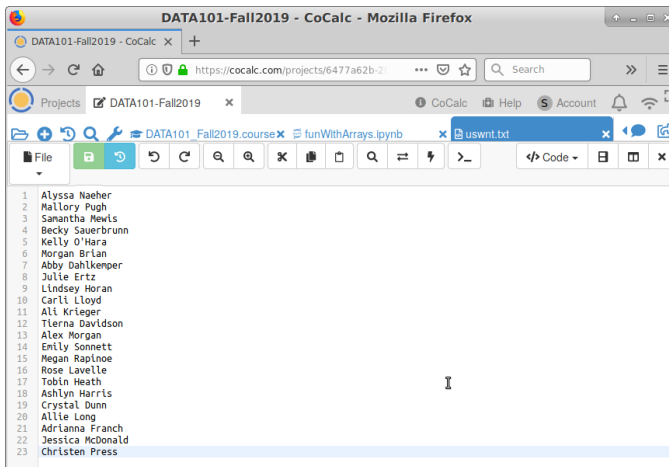 DATA101-Fall2019 - CoCalc - Mozilla Firefox
DATA101-Fall2019 - CoCalc × +
https://cocalc.com/projects/6477a62b-2 Search
Projects DATA101-Fall2019 × CoCalc Help S Account
DATA101_Fall2019.course × funWithArrays.ipynb × uswnt.txt ×
File Code
1 Alyssa Naeher
2 Mallory Pugh
3 Samantha Mewis
4 Becky Sauerbrunn
5 Kelly O'Hara
6 Morgan Brian
7 Abby Dahlkemper
8 Julie Ertz
9 Lindsey Horan
10 Carli Lloyd
11 Ali Krieger
12 Tierna Davidson
13 Alex Morgan
14 Emily Sonnett
15 Megan Rapinoe
16 Rose Lavelle
17 Tobin Heath
18 Ashlyn Harris
19 Crystal Dunn
20 Allie Long
21 Adrianna Franch
22 Jessica McDonald
23 Christen Press